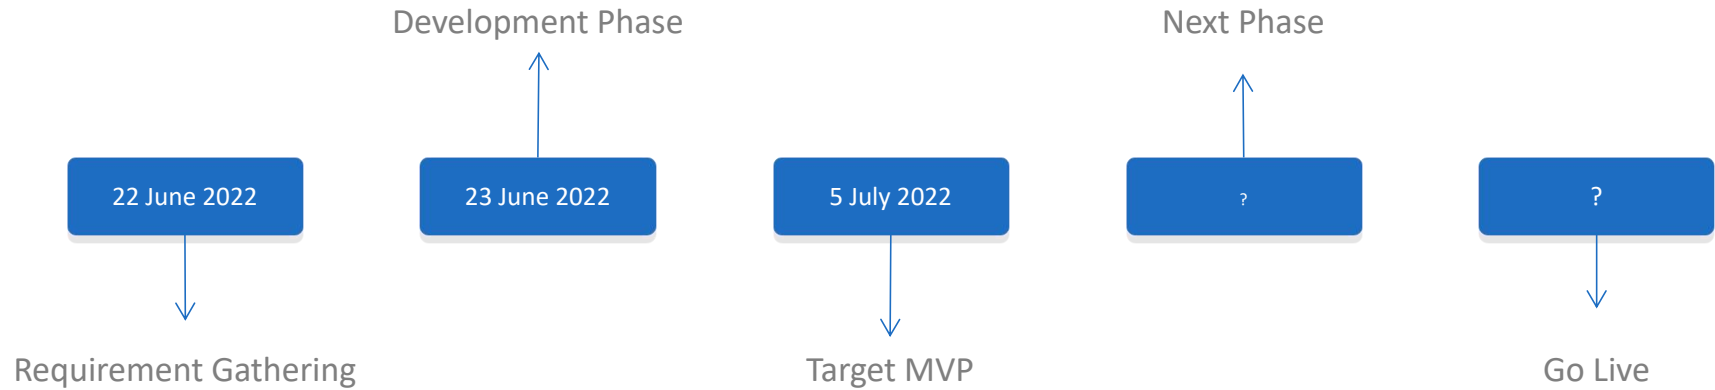 Development Phase
Next Phase
22 June 2022
23 June 2022
5 July 2022
?
?
Requirement Gathering
Target MVP
Go Live